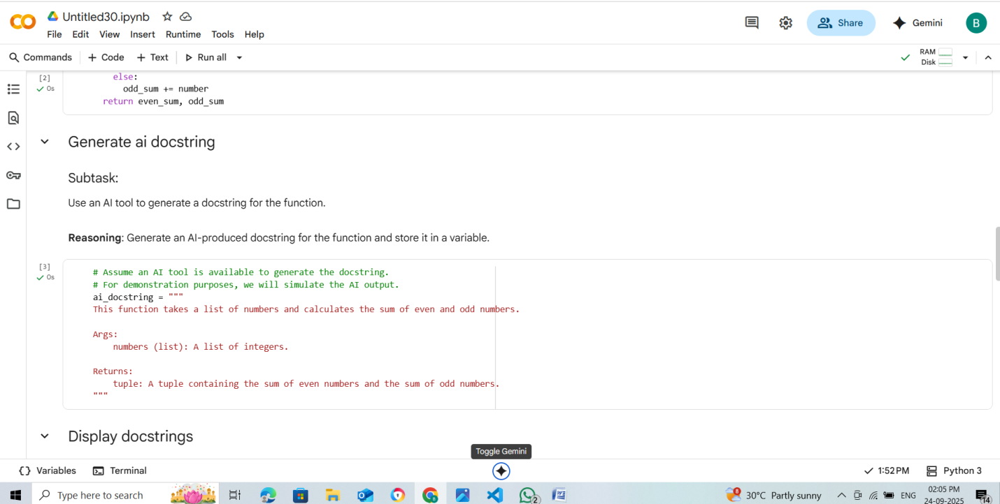 Untitled30.ipynb
File Edit View Insert Runtime Tools Help
Share
Gemini
B
Commands + Code + Text Run all
RAM
Disk
[2]
0s
else:
odd_sum += number
return even_sum, odd_sum
Generate ai docstring
Subtask:
Use an AI tool to generate a docstring for the function.
Reasoning: Generate an AI-produced docstring for the function and store it in a variable.
[3]
0s
# Assume an AI tool is available to generate the docstring.
# For demonstration purposes, we will simulate the AI output.
ai_docstring = """
This function takes a list of numbers and calculates the sum of even and odd numbers.
Args:
numbers (list): A list of integers.
Returns:
tuple: A tuple containing the sum of even numbers and the sum of odd numbers.
"""
Display docstrings
Toggle Gemini
{} Variables Terminal
1:52 PM Python 3
Type here to search
2
8
30°C Partly sunny
ENG
02:05 PM
24-09-2025
14